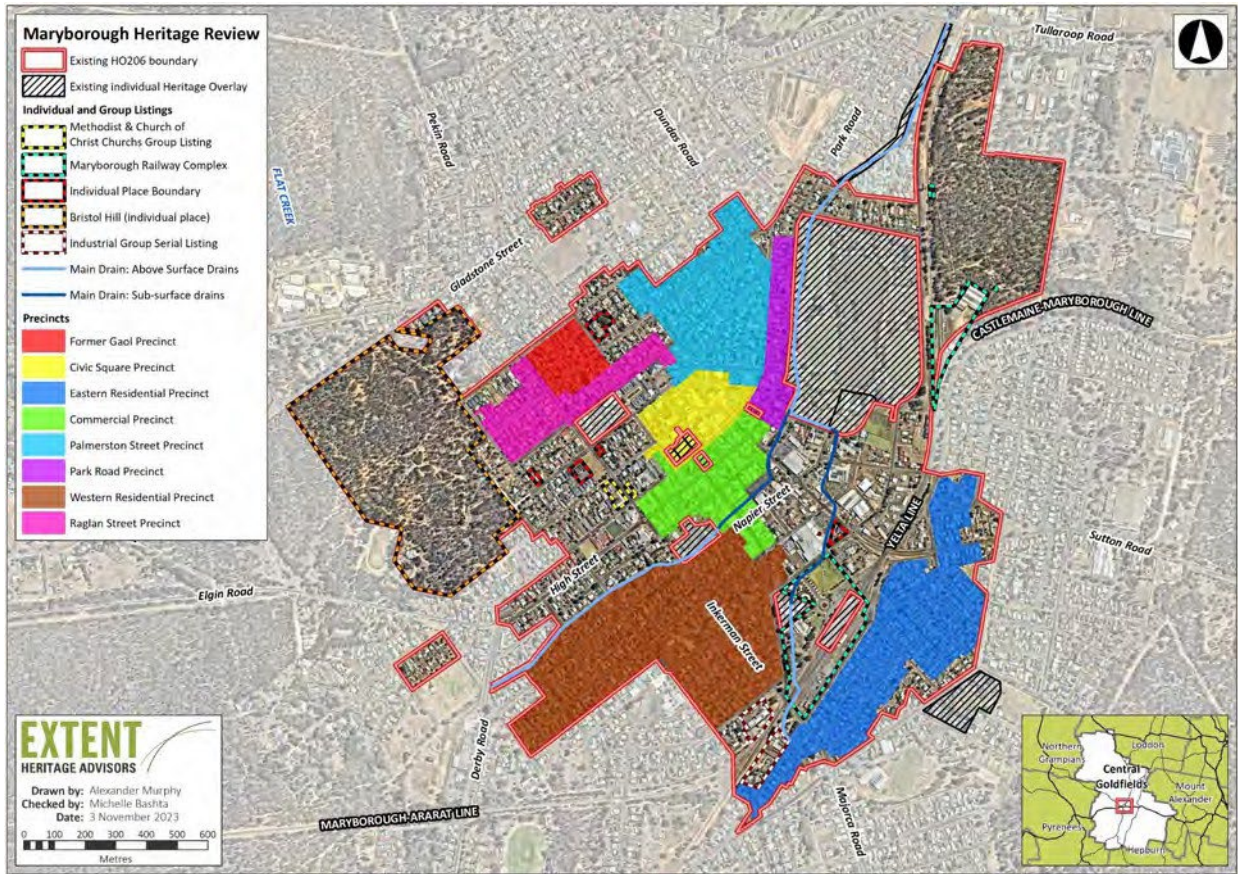 Maryborough Heritage Review
Existing HO206 boundary
Existing individual Heritage Overlay
Individual and Group Listings
Methodist & Church of
Christ Churchs Group Listing
Maryborough Railway Complex
Individual Place Boundary
Bristol Hill (individual place)
Industrial Group Serial Listing
Main Drain: Above Surface Drains
Main Drain: Sub-surface drains
Precincts
Former Gaol Precinct
Civic Square Precinct
Eastern Residential Precinct
Commercial Precinct
Palmerston Street Precinct
Park Road Precinct
Western Residential Precinct
Raglan Street Precinct
Tullaroop Road
Park Road
Dundas Road
Pekin Road
FLAT CREEK
Gladstone Street
CASTLEMAINE-MARYBOROUGH LINE
Napier Street
YELTA LINE
Sutton Road
High Street
Elgin Road
Inkerman Street
Derby Road
Majorca Road
MARYBOROUGH-ARARAT LINE
EXTENT
HERITAGE ADVISORS
Drawn by: Alexander Murphy
Checked by: Michelle Bashta
Date: 3 November 2023
0 100 200 300 400 500 600
Metres
Northern
Grampians
Loddon
Central
Goldfields
Mount
Alexander
Pyrenees
Hepburn